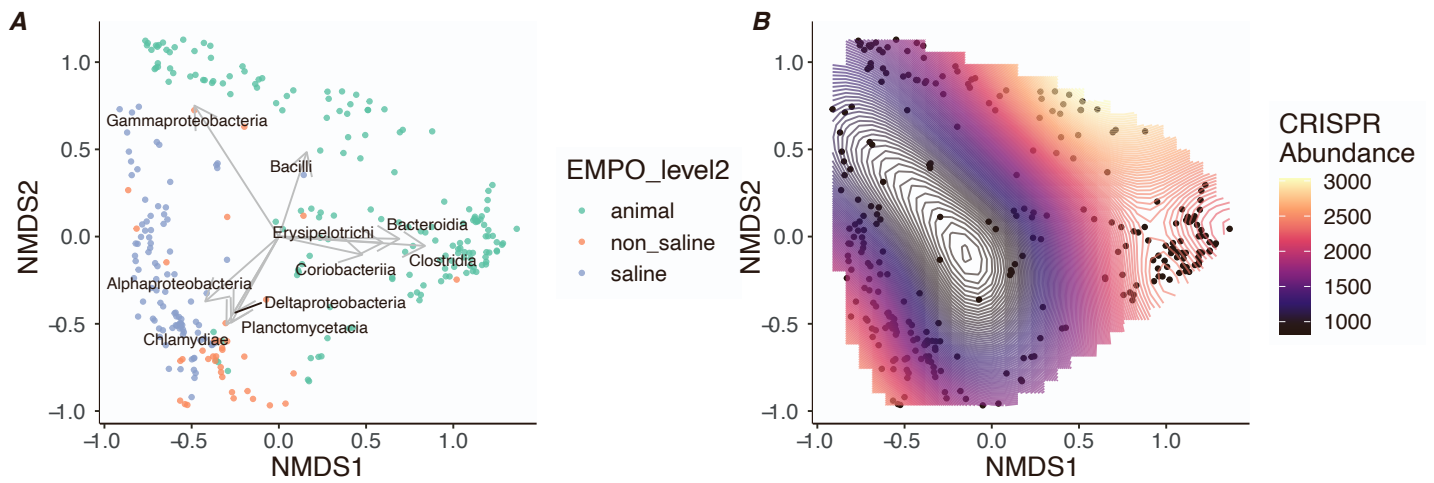 A
1.0
0.5
0.0
−0.5
−1.0
NMDS2
Gammaproteobacteria
Bacilli
Erysipelotrichi
Bacteroidia
Coriobacteriia
Clostridia
Alphaproteobacteria
Deltaproteobacteria
Planctomycetacia
Chlamydiae
−1.0 −0.5 0.0 0.5 1.0
NMDS1
EMPO_level2
animal
non_saline
saline
B
1.0
0.5
0.0
−0.5
−1.0
NMDS2
−1.0 −0.5 0.0 0.5 1.0
NMDS1
CRISPR
Abundance
3000
2500
2000
1500
1000